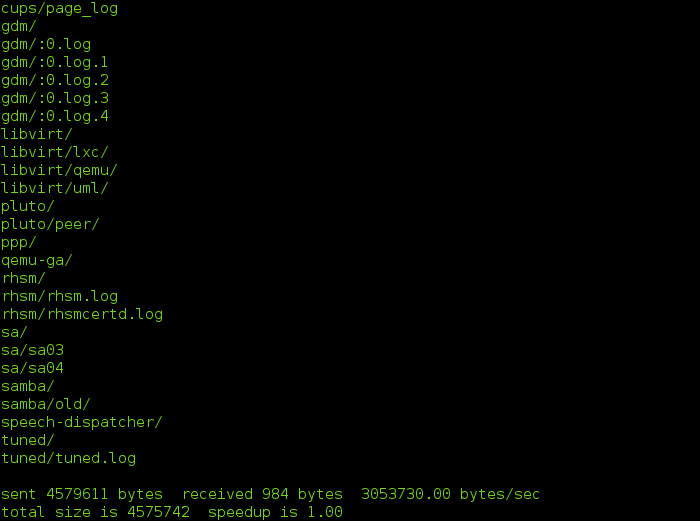 cups/page_log
gdm/
gdm/:0.log
gdm/:0.log.1
gdm/:0.log.2
gdm/:0.log.3
gdm/:0.log.4
libvirt/
libvirt/lxc/
libvirt/qemu/
libvirt/uml/
pluto/
pluto/peer/
ppp/
qemu-ga/
rhsm/
rhsm/rhsm.log
rhsm/rhsmcertd.log
sa/
sa/sa03
sa/sa04
samba/
samba/old/
speech-dispatcher/
tuned/
tuned/tuned.log
sent 4579611 bytes  received 984 bytes  3053730.00 bytes/sec
total size is 4575742  speedup is 1.00